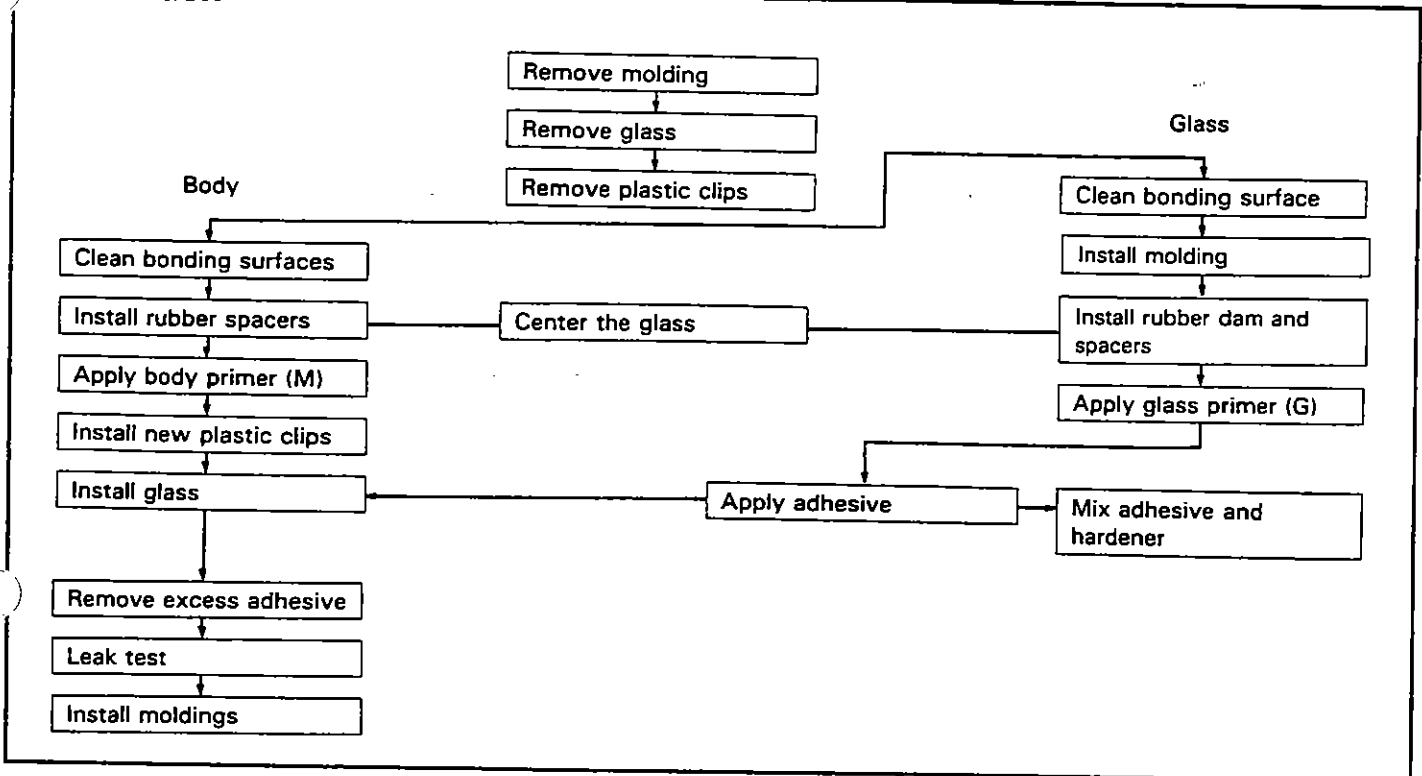 Remove molding
Remove glass
Remove plastic clips
Body
Clean bonding surfaces
Install rubber spacers
Apply body primer (M)
Install new plastic clips
Install glass
Remove excess adhesive
Leak test
Install moldings
Center the glass
Glass
Clean bonding surface
Install molding
Install rubber dam and
spacers
Apply glass primer (G)
Apply adhesive
Mix adhesive and
hardener